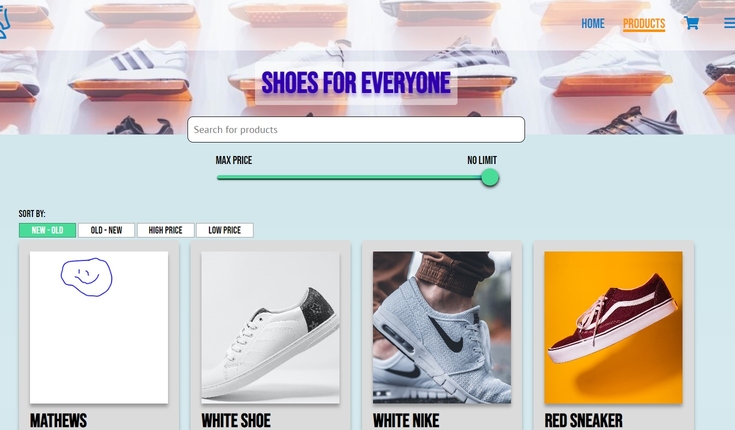 HOME PRODUCTS
SHOES FOR EVERYONE
Search for products
MAX PRICE NO LIMIT
SORT BY:
NEW - OLD OLD - NEW HIGH PRICE LOW PRICE
MATHEWS WHITE SHOE WHITE NIKE RED SNEAKER